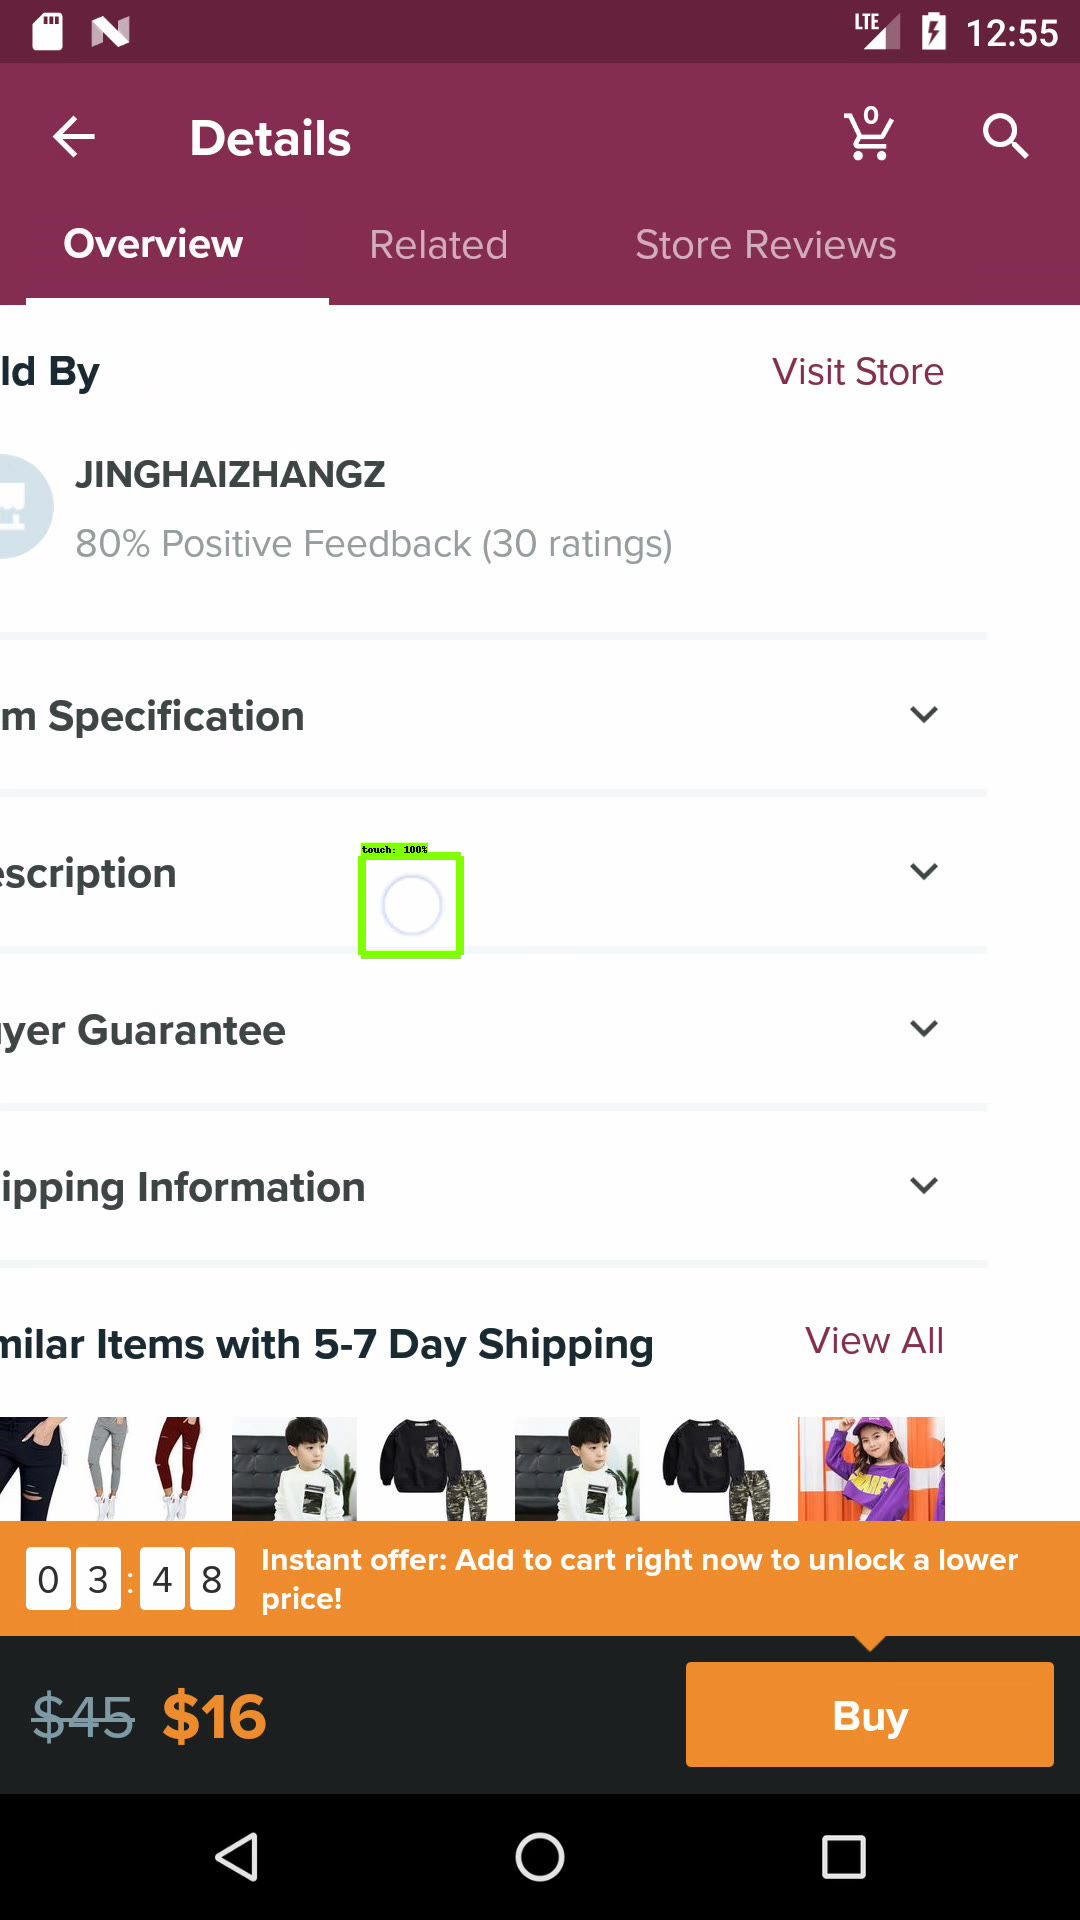 LTE 12:55
Details 0
Overview Related Store Reviews
ld By Visit Store
JINGHAIZHANGZ
80% Positive Feedback (30 ratings)
m Specification
touch: 100%
escription
yer Guarantee
ipping Information
milar Items with 5-7 Day Shipping View All
0 3 : 4 8 Instant offer: Add to cart right now to unlock a lower
price!
$45 $16 Buy